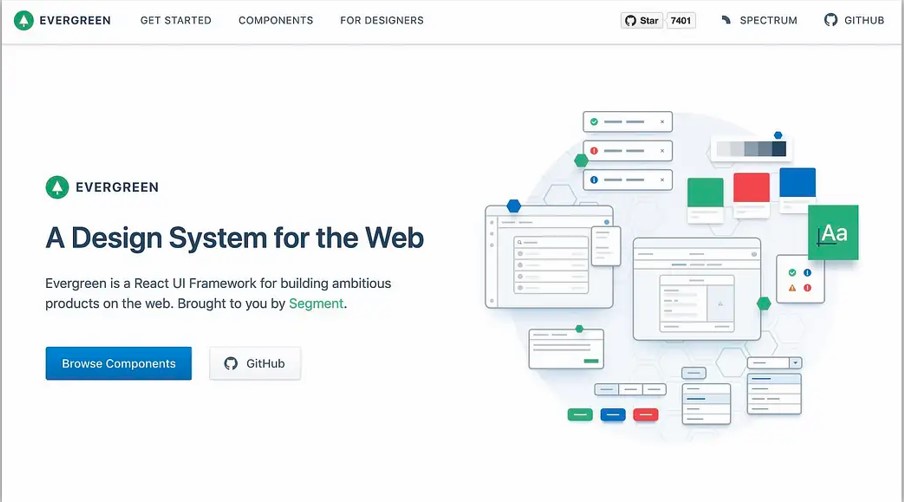 EVERGREEN GET STARTED COMPONENTS FOR DESIGNERS Star 7401 SPECTRUM GITHUB
EVERGREEN
A Design System for the Web
Evergreen is a React UI Framework for building ambitious
products on the web. Brought to you by Segment.
Browse Components GitHub
Aa